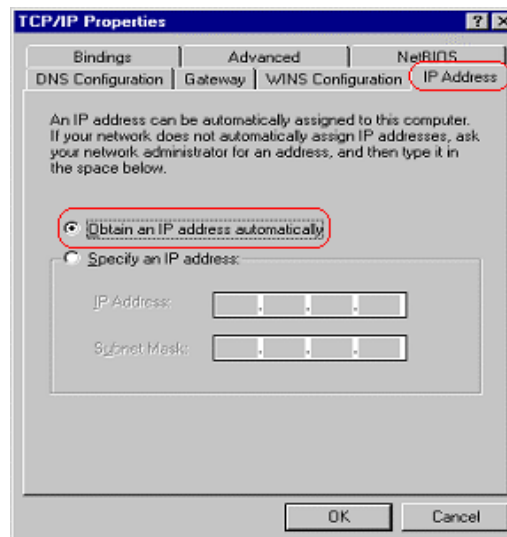 TCP/IP Properties
Bindings Advanced NetBIOS
DNS Configuration Gateway WINS Configuration IP Address
An IP address can be automatically assigned to this computer.
If your network does not automatically assign IP addresses, ask
your network administrator for an address, and then type it in
the space below.
Obtain an IP address automatically
Specify an IP address:
IP Address:
Subnet Mask:
OK Cancel